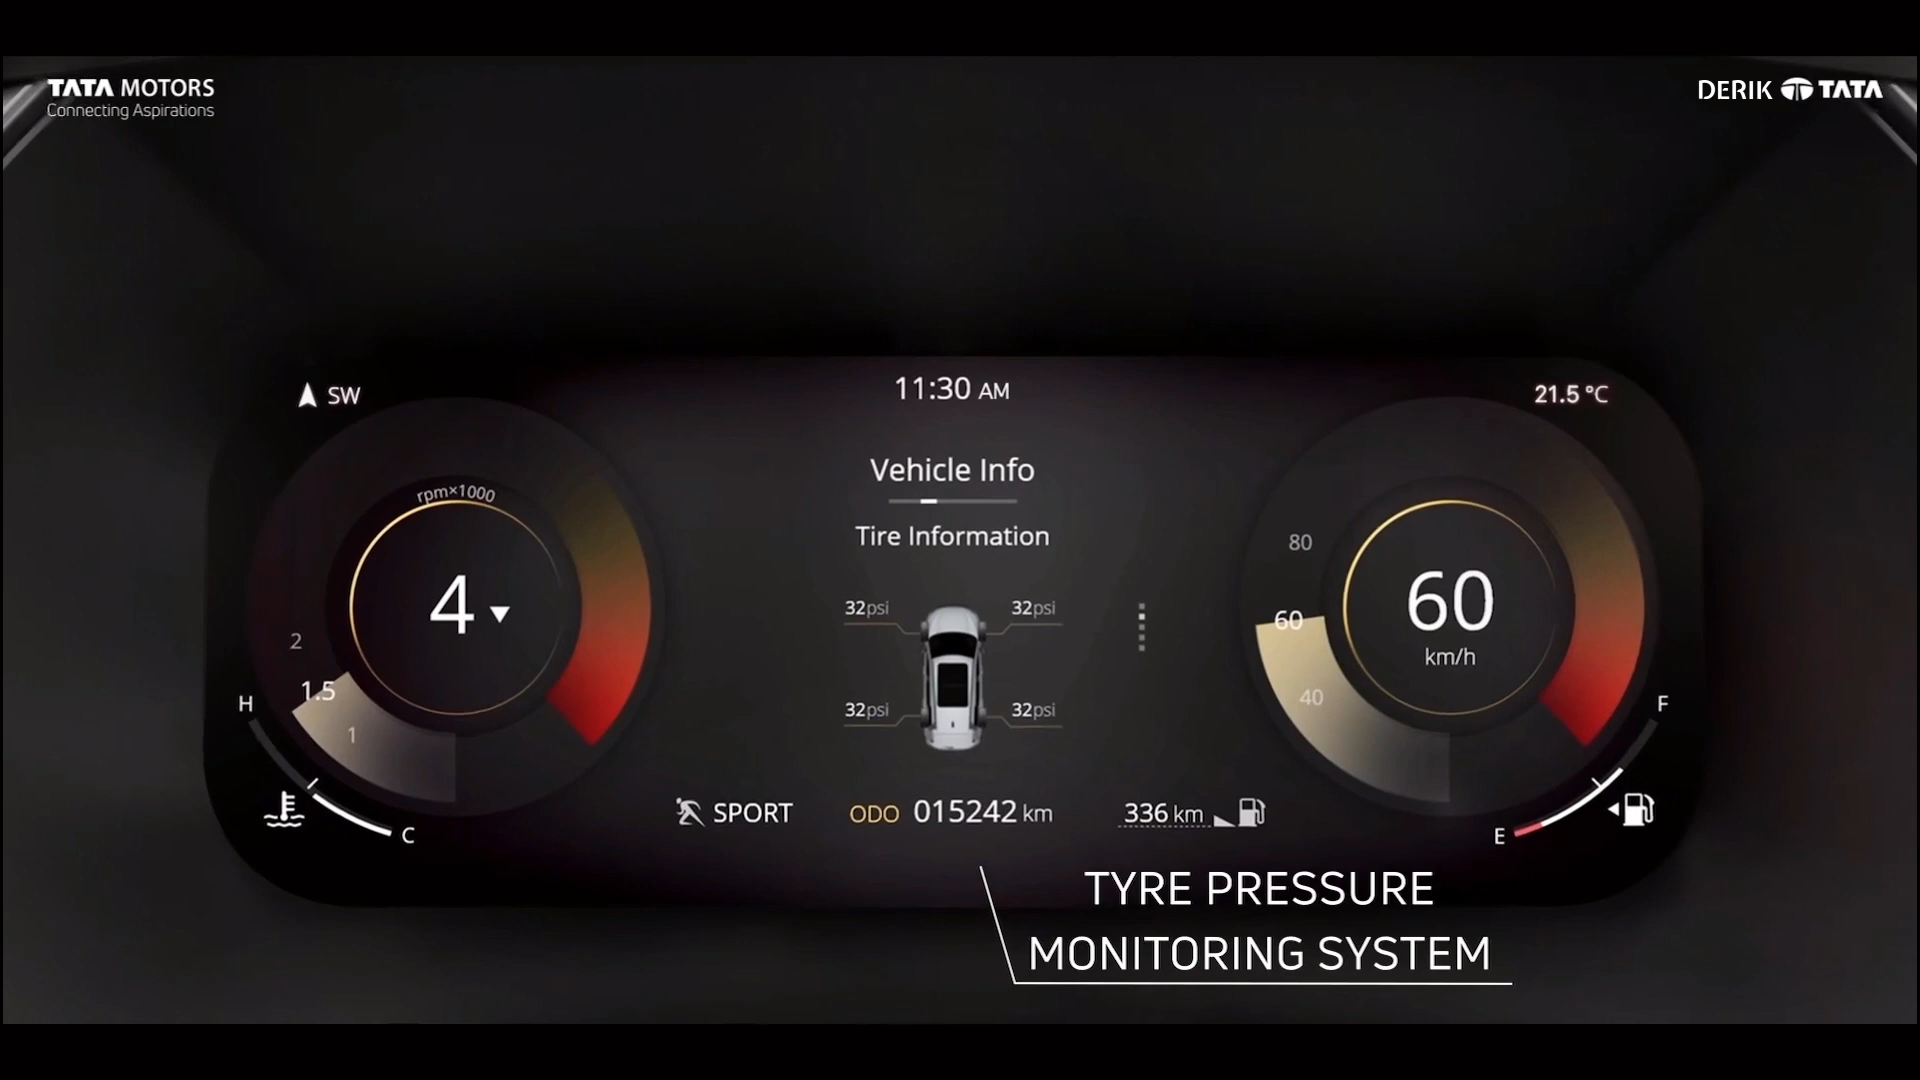 TATA MOTORS
Connecting Aspirations
DERIK TATA
SW
11:30 AM
21.5 °C
Vehicle Info
Tire Information
rpm×1000
4
2
1.5
1
H
C
32psi 32psi
32psi 32psi
80
60
40
60
km/h
F
E
SPORT
ODO 015242 km
336 km
TYRE PRESSURE
MONITORING SYSTEM